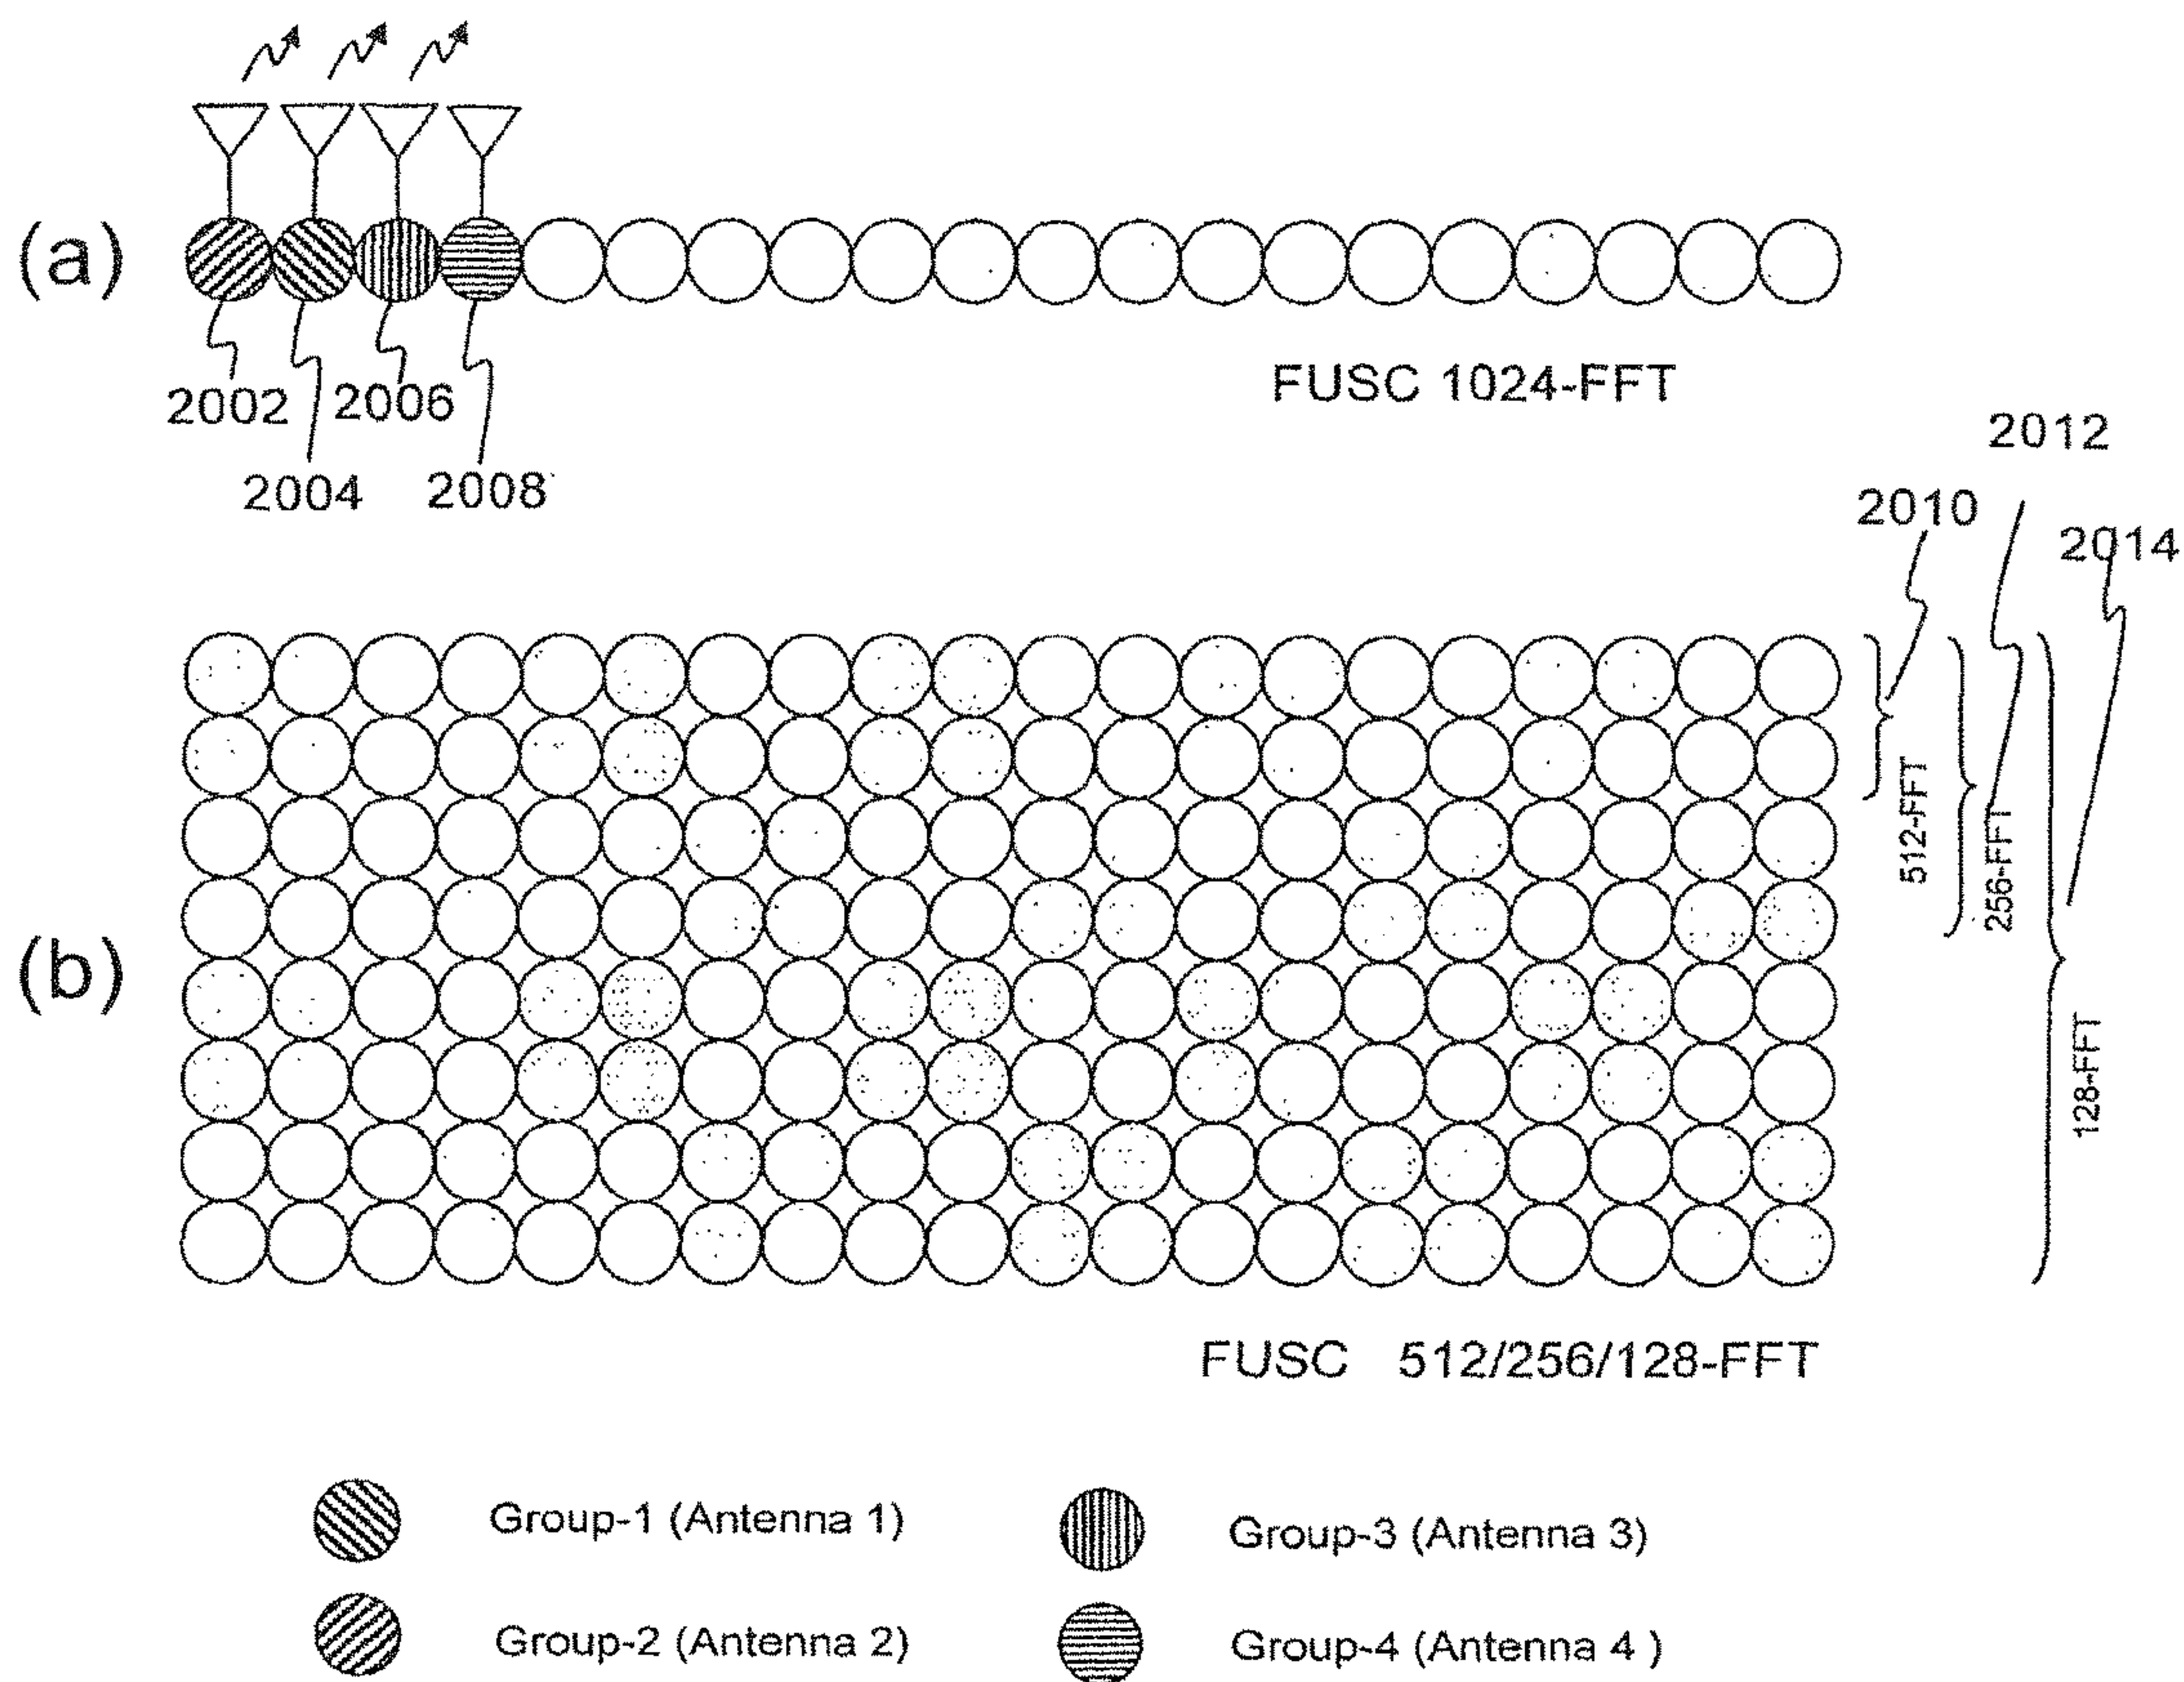 (a)
FUSC 1024-FFT
2002
2006
2004
2008
2012
2010
2014
(b)
512-FFT
256-FFT
128-FFT
FUSC 512/256/128-FFT
Group-1 (Antenna 1)
Group-3 (Antenna 3)
Group-2 (Antenna 2)
Group-4 (Antenna 4 )